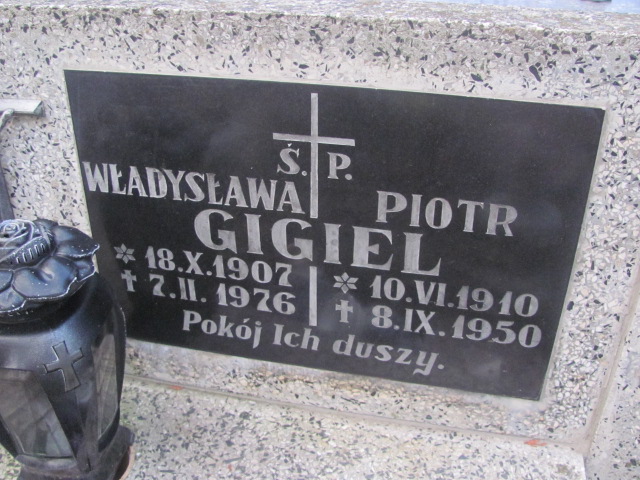 Ś. P.
WŁADYSŁAWA PIOTR
GIGIEL
* 18.X.1907 * 10.VI.1910
† 7.II.1976 † 8.IX.1950
Pokój Ich duszy.